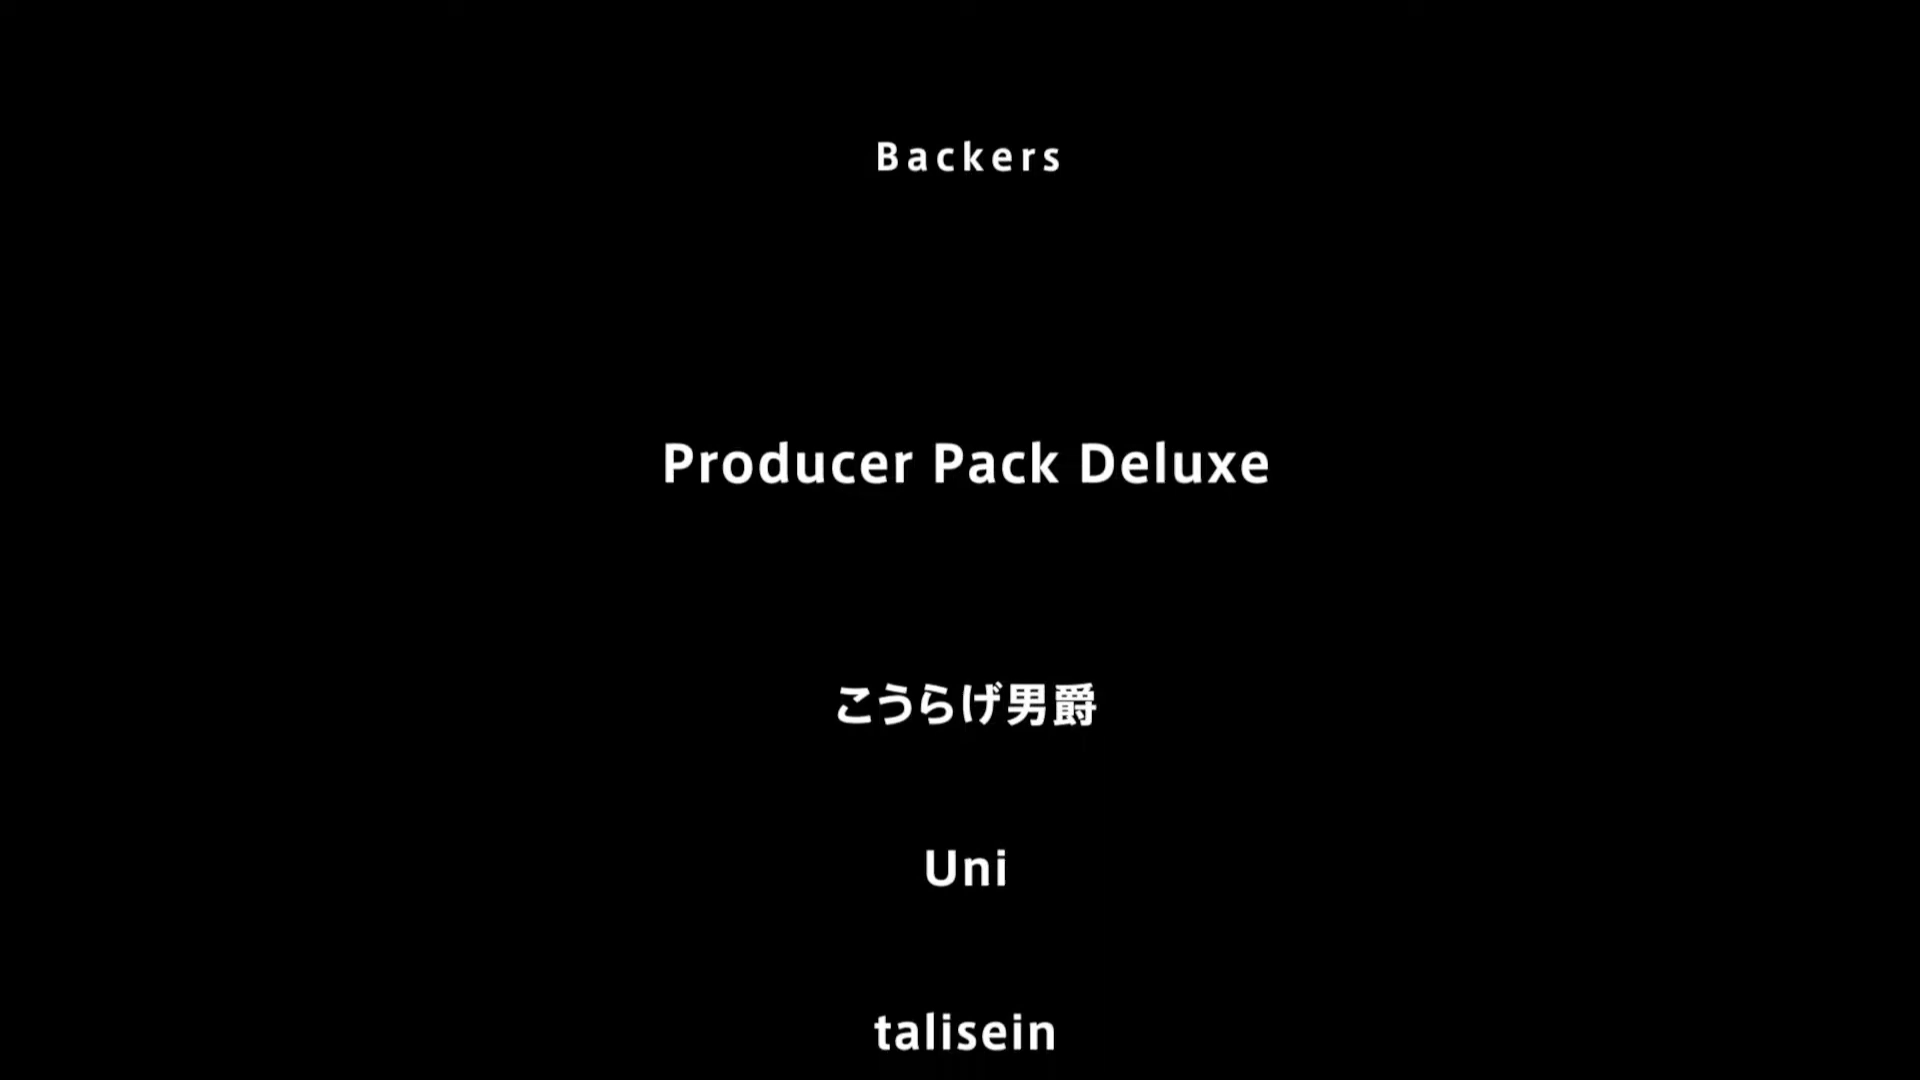 Backers
Producer Pack Deluxe
こうらげ男爵
Uni
talisein